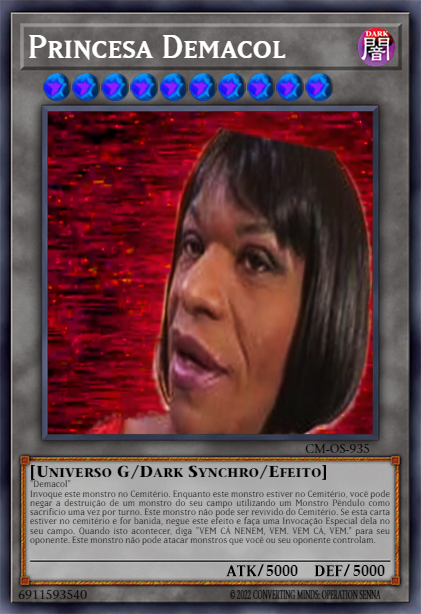 Princesa Demacol
DARK
闇
CM-OS-935
[Universo G/Dark Synchro/Efeito]
"Demacol"
Invoque este monstro no Cemitério. Enquanto este monstro estiver no Cemitério, você pode
negar a destruição de um monstro do seu campo utilizando um Monstro Pêndulo como
sacrifício uma vez por turno. Este monstro não pode ser revivido do Cemitério. Se esta carta
estiver no cemitério e for banida, negue este efeito e faça uma Invocação Especial dela no
seu campo. Quando isto acontecer, diga "VEM CÁ NENÉM, VEM. VEM CA, VEM." para seu
oponente. Este monstro não pode atacar monstros que você ou seu oponente controlam.
ATK/5000 DEF/5000
6911593540
©2022 CONVERTING MINDS: OPERATION SENNA